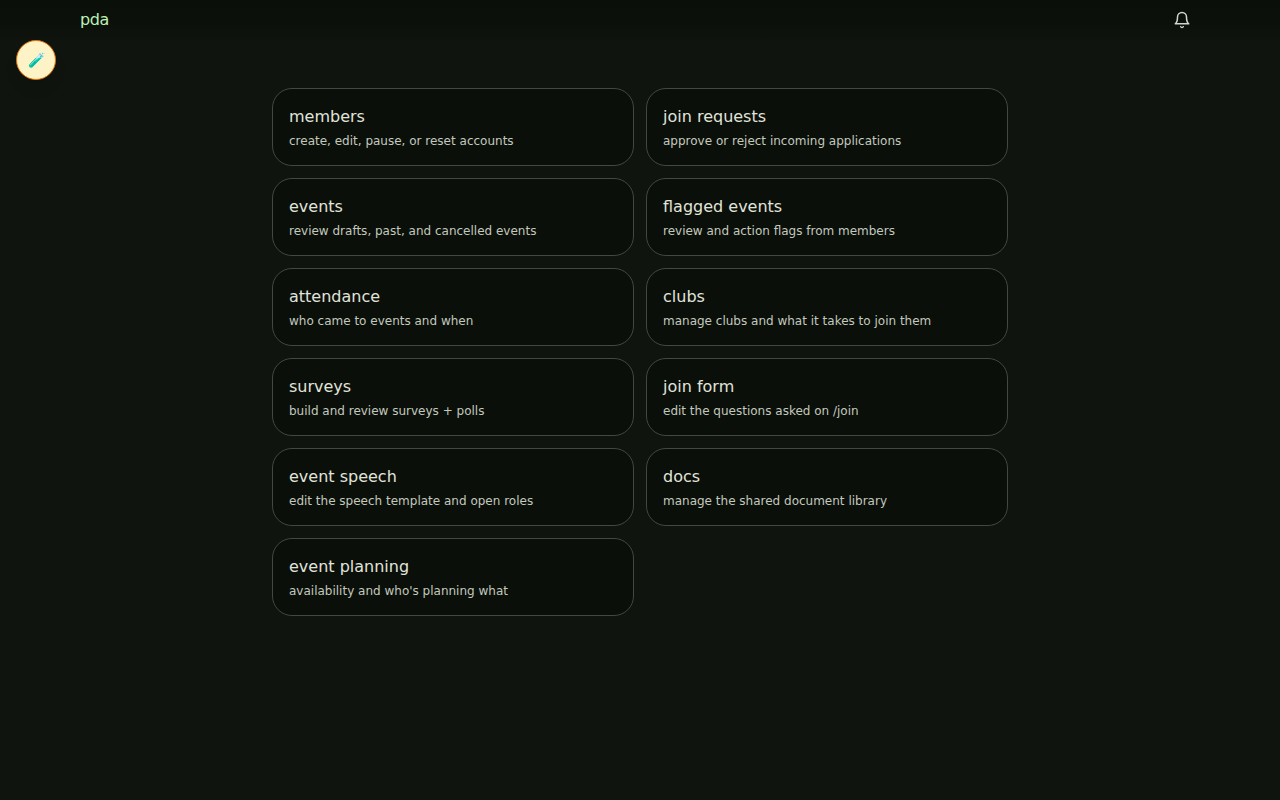 pda
members
create, edit, pause, or reset accounts
join requests
approve or reject incoming applications
events
review drafts, past, and cancelled events
flagged events
review and action flags from members
attendance
who came to events and when
clubs
manage clubs and what it takes to join them
surveys
build and review surveys + polls
join form
edit the questions asked on /join
event speech
edit the speech template and open roles
docs
manage the shared document library
event planning
availability and who's planning what